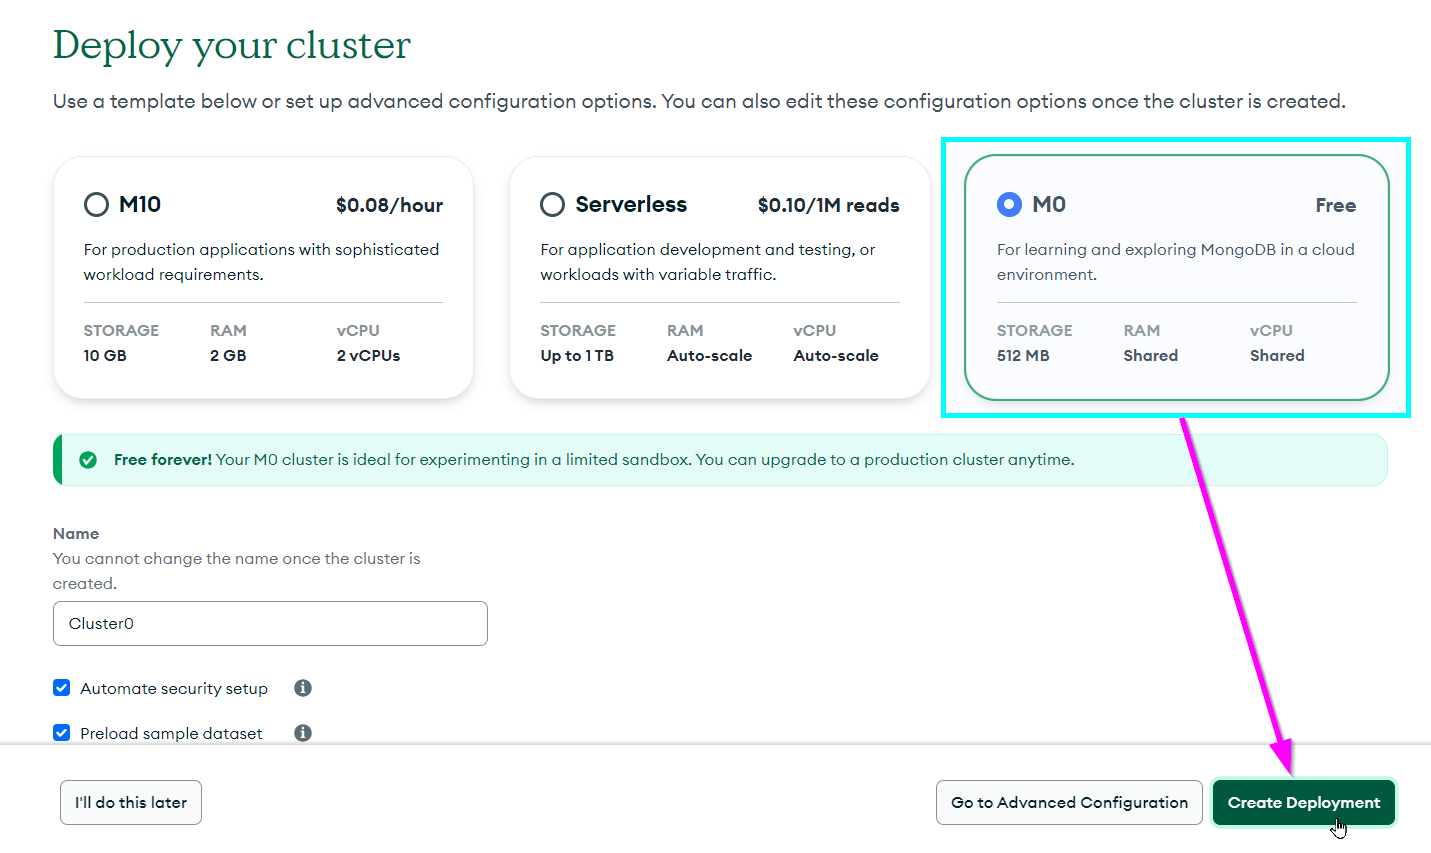 Deploy your cluster
Use a template below or set up advanced configuration options. You can also edit these configuration options once the cluster is created.
M10 $0.08/hour
For production applications with sophisticated
workload requirements.
STORAGE RAM vCPU
10 GB 2 GB 2 vCPUs
Serverless $0.10/1M reads
For application development and testing, or
workloads with variable traffic.
STORAGE RAM vCPU
Up to 1 TB Auto-scale Auto-scale
M0 Free
For learning and exploring MongoDB in a cloud
environment.
STORAGE RAM vCPU
512 MB Shared Shared
Free forever! Your M0 cluster is ideal for experimenting in a limited sandbox. You can upgrade to a production cluster anytime.
Name
You cannot change the name once the cluster is
created.
Cluster0
Automate security setup
Preload sample dataset
I'll do this later
Go to Advanced Configuration
Create Deployment